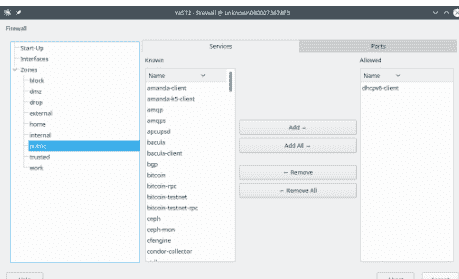 YaST2 - Firewall @
Firewall
Start-Up
Interfaces
Zones
block
dmz
drop
external
home
internal
public
trusted
work
Services
Ports
Known
Name
amanda-client
amanda-k5-client
amqp
amqps
apcupsd
bacula
bacula-client
bgp
bitcoin
bitcoin-rpc
bitcoin-testnet
bitcoin-testnet-rpc
ceph
ceph-mon
cfengine
condor-collector
Add →
Add All →
← Remove
← Remove All
Allowed
Name
dhcpv6-client